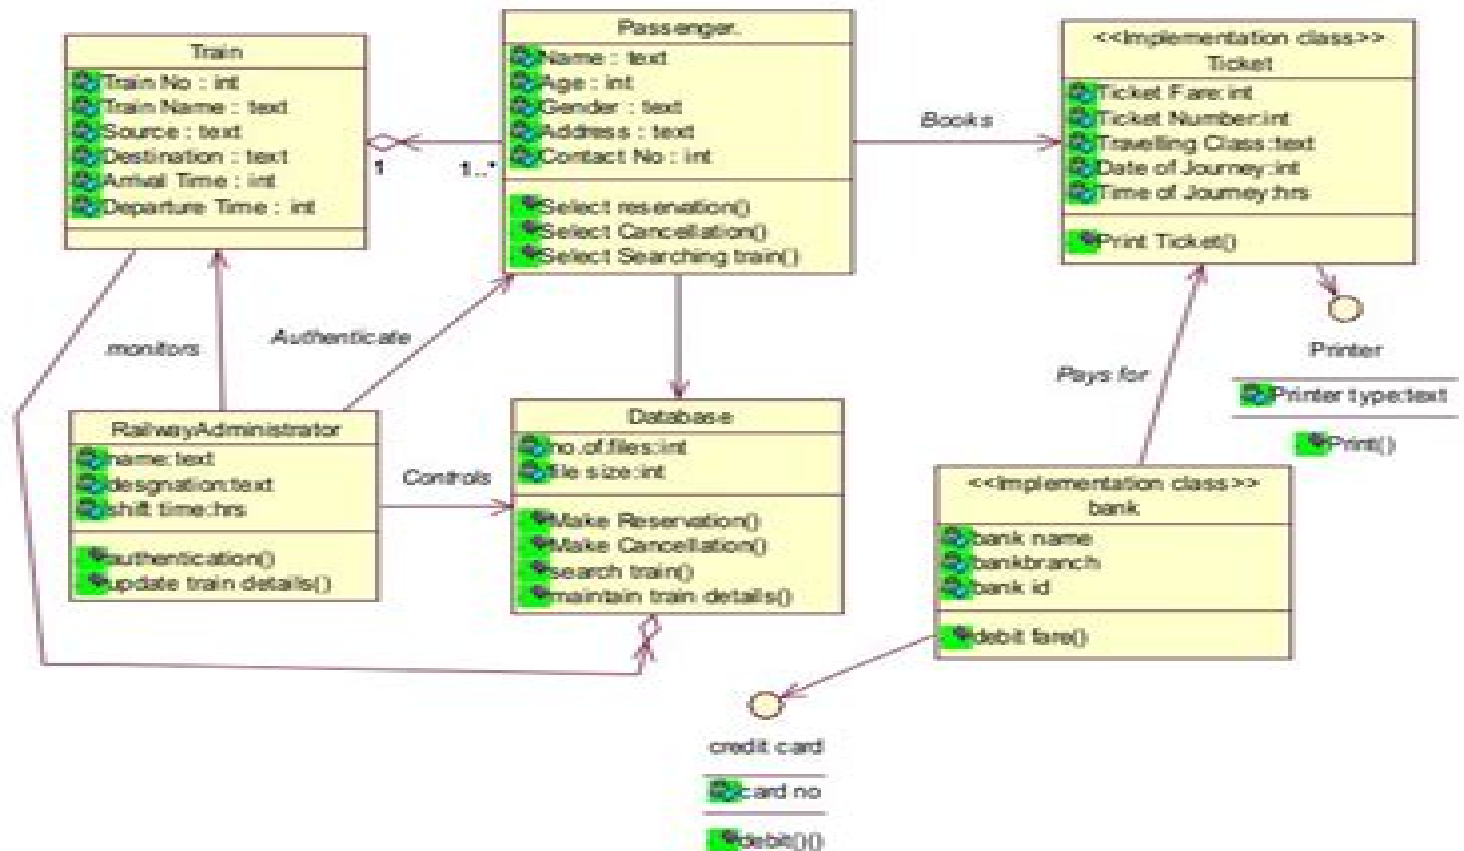 Train
Train No : int
Train Name : text
Source : text
Destination : text
Arrival Time : int
Departure Time : int
Passenger.
Name : text
Age : int
Gender : text
Address : text
Contact No : int
Select reservation()
Select Cancellation()
Select Searching train()
<<Implementation class>>
Ticket
Ticket Fare:int
Ticket Number:int
Travelling Class:text
Date of Journey:int
Time of Journey:hrs
Print Ticket()
1
1..*
Books
monitors
Authenticate
Pays for
Printer
Printer type:text
Print()
RailwayAdministrator
name:text
desgnation:text
shift time:hrs
authentication()
update train details()
Controls
Database
no.of.files:int
file size:int
Make Reservation()
Make Cancellation()
search train()
maintain train details()
<<Implementation class>>
bank
bank name
bankbranch
bank id
debit fare()
credit card
card no
debit()()